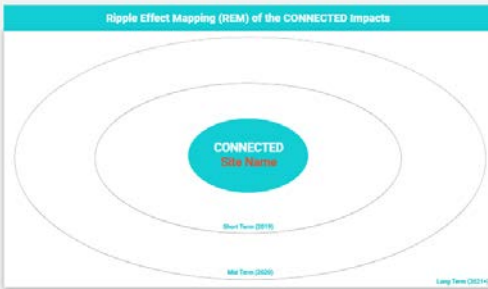 Ripple Effect Mapping (REM) of the CONNECTED Impacts
CONNECTED
Site Name
Short Term (2019)
Mid Term (2020)
Long Term (2021+)